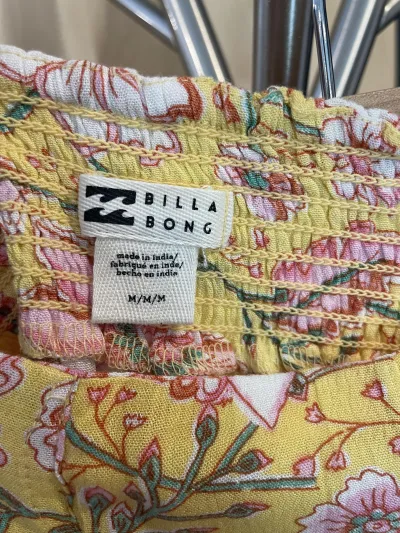 BILLA
BONG
made in india/
fabriqué en inde/
hecho en india
M/M/M